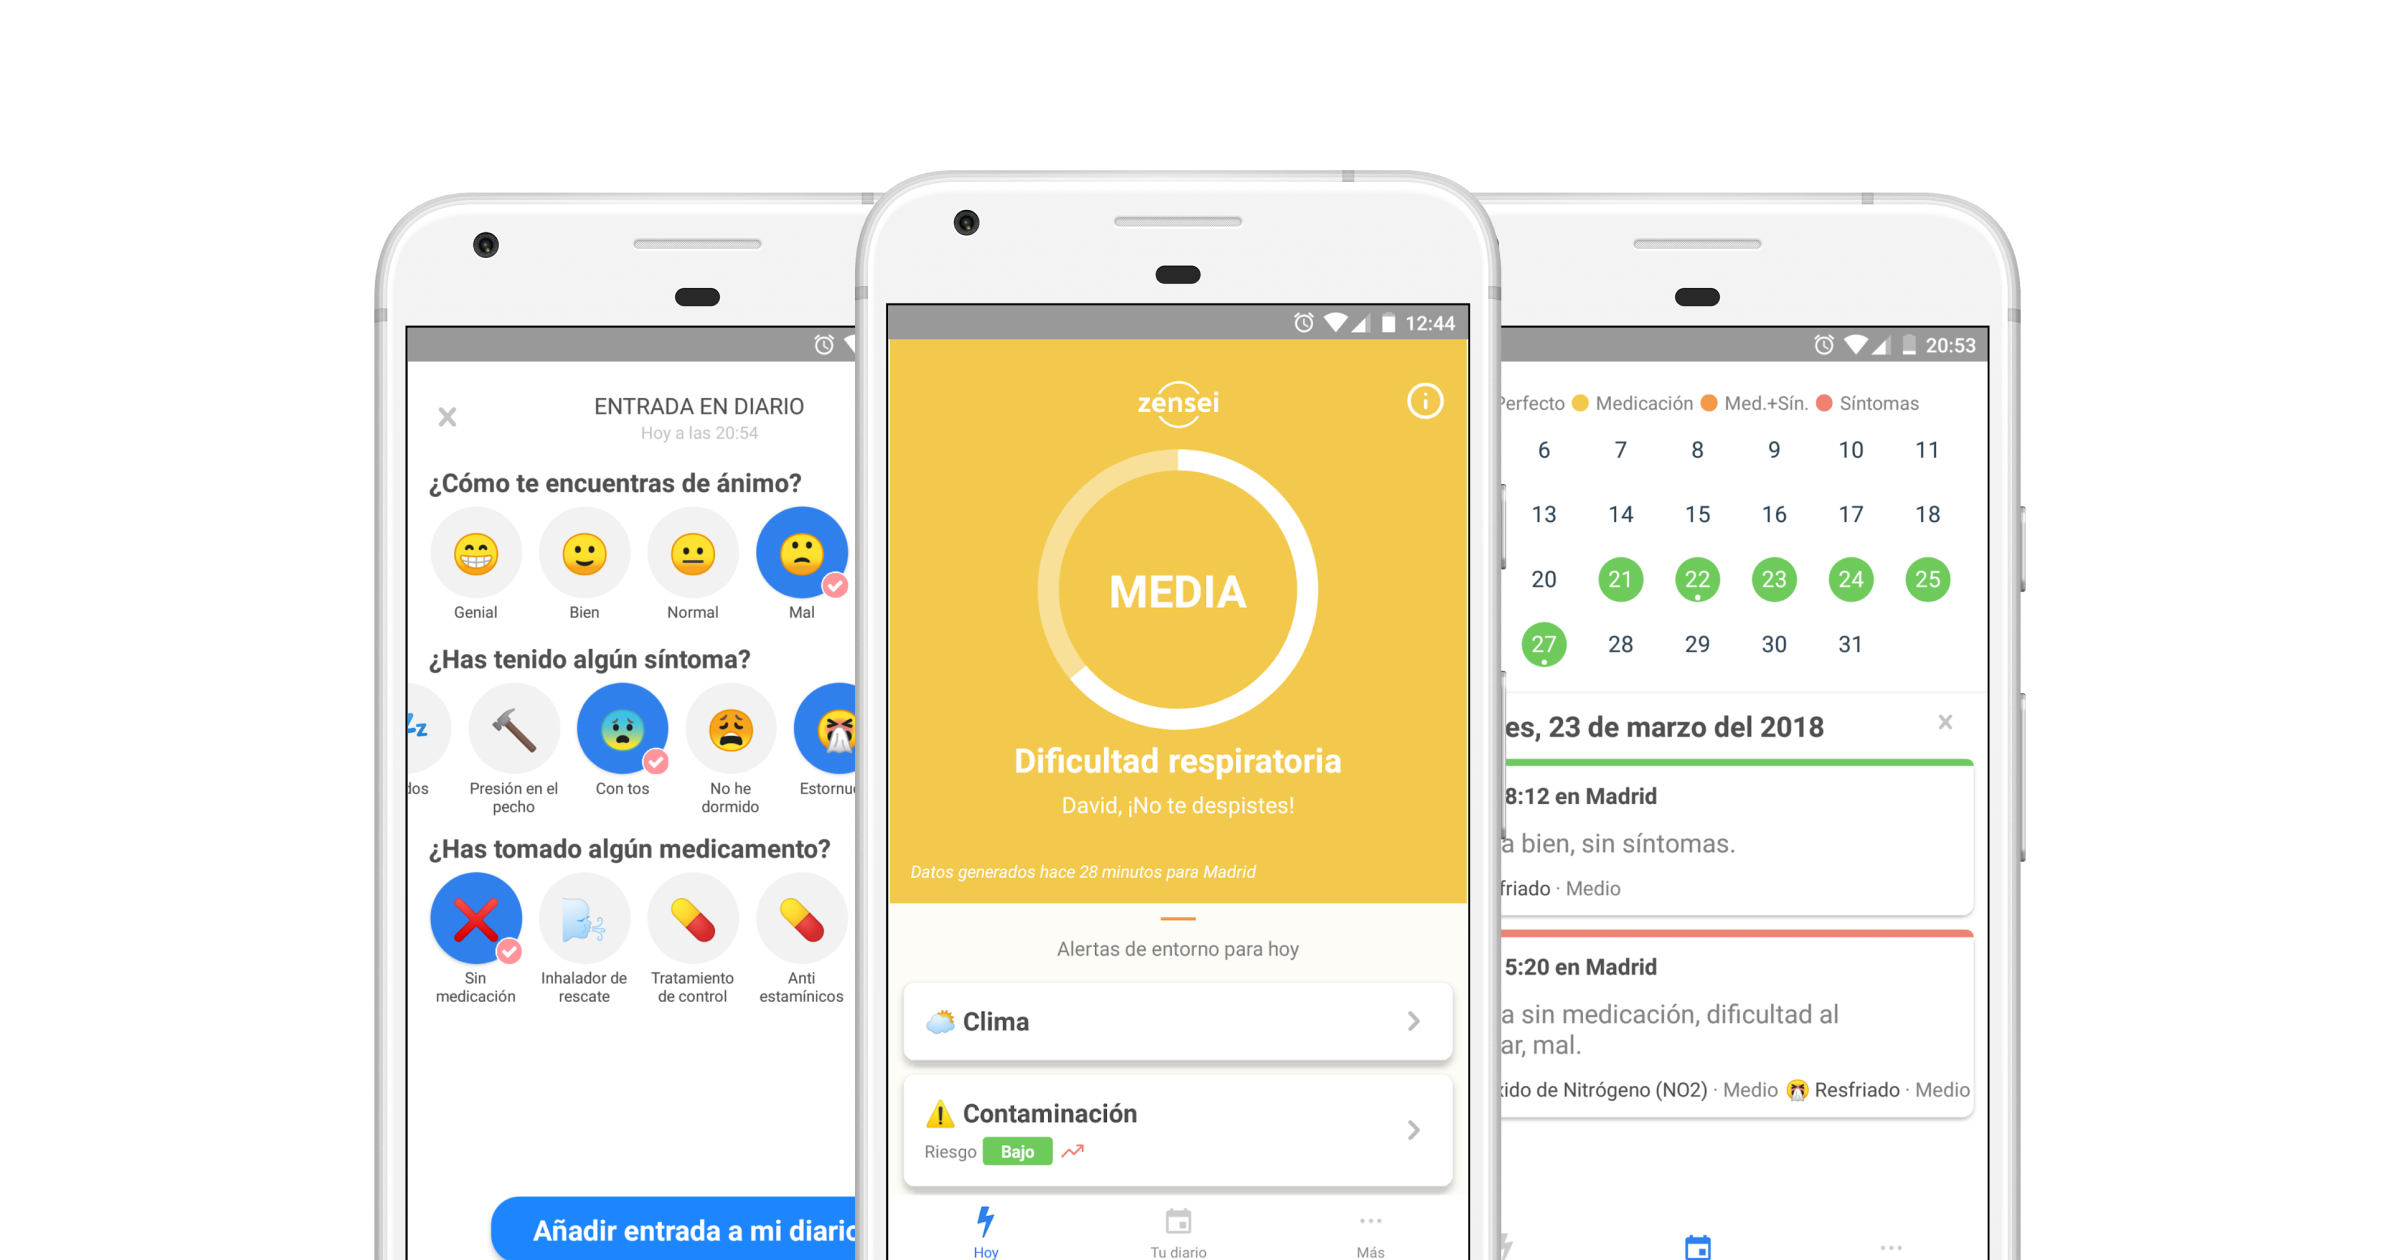 ENTRADA EN DIARIO
Hoy a las 20:54
¿Cómo te encuentras de ánimo?
Genial
Bien
Normal
Mal
¿Has tenido algún síntoma?
Presión en el
pecho
Con tos
No he
dormido
¿Has tomado algún medicamento?
Sin
medicación
Inhalador de
rescate
Tratamiento
de control
Anti
estamínicos
Añadir entrada a mi diario
12:44
zensei
MEDIA
Dificultad respiratoria
David, ¡No te despistes!
Datos generados hace 28 minutos para Madrid
Alertas de entorno para hoy
Clima
Contaminación
Riesgo Bajo
Hoy
Tu diario
Más
20:53
Perfecto Medicación Med.+Sín. Síntomas
6 7 8 9 10 11
13 14 15 16 17 18
20 21 22 23 24 25
27 28 29 30 31
es, 23 de marzo del 2018
8:12 en Madrid
a bien, sin síntomas.
friado · Medio
5:20 en Madrid
a sin medicación, dificultad al
ar, mal.
xido de Nitrógeno (NO2) · Medio Resfriado · Medio